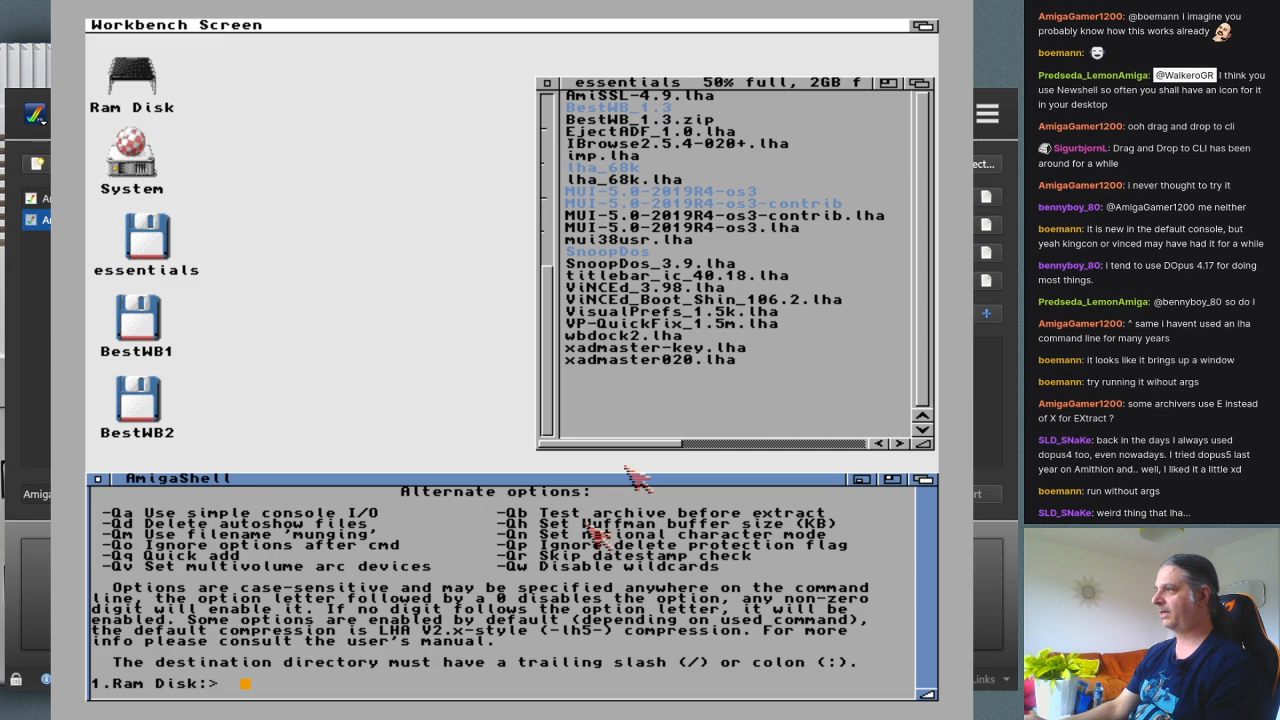 Workbench Screen
Ram Disk
System
essentials
BestWB1
BestWB2
essentials 50% full, 2GB f
AmiSSL-4.9.lha
BestWB_1.3
BestWB_1.3.zip
EjectADF_1.0.lha
IBrowse2.5.4-020+.lha
imp.lha
lha_68k
lha_68k.lha
MUI-5.0-2019R4-os3
MUI-5.0-2019R4-os3-contrib
MUI-5.0-2019R4-os3-contrib.lha
MUI-5.0-2019R4-os3.lha
mui38usr.lha
SnoopDos
SnoopDos_3.9.lha
titlebar_ic_40.18.lha
ViNCEd_3.98.lha
ViNCEd_Boot_Shin_106.2.lha
VisualPrefs_1.5k.lha
VP-QuickFix_1.5m.lha
wbdock2.lha
xadmaster-key.lha
xadmaster020.lha
AmigaShell
Alternate options:
-Qa Use simple console I/O -Qb Test archive before extract
-Qd Delete autoshow files -Qh Set Huffman buffer size (KB)
-Qm Use filename 'munging' -Qn Set national character mode
-Qo Ignore options after cmd -Qp Ignore delete protection flag
-Qq Quick add -Qr Skip datestamp check
-Qv Set multivolume arc devices -Qw Disable wildcards
Options are case-sensitive and may be specified anywhere on the command
line, the option letter followed by a 0 disables the option, any non-zero
digit will enable it. If no digit follows the option letter, it will be
enabled. Some options are enabled by default (depending on used command),
the default compression is LHA V2.x-style (-lh5-) compression. For more
info please consult the user's manual.
The destination directory must have a trailing slash (/) or colon (:).
1.Ram Disk:>
Amiga
ect...
rt
Links
AmigaGamer1200: @boemann i imagine you
probably know how this works already
boemann:
Predseda_LemonAmiga: @WalkeroGR I think you
use Newshell so often you shall have an icon for it
in your desktop
AmigaGamer1200: ooh drag and drop to cli
SigurbjornL: Drag and Drop to CLI has been
around for a while
AmigaGamer1200: i never thought to try it
bennyboy_80: @AmigaGamer1200 me neither
boemann: it is new in the default console, but
yeah kingcon or vinced may have had it for a while
bennyboy_80: i tend to use DOpus 4.17 for doing
most things.
Predseda_LemonAmiga: @bennyboy_80 so do I
AmigaGamer1200: ^ same i havent used an lha
command line for many years
boemann: it looks like it brings up a window
boemann: try running it wihout args
AmigaGamer1200: some archivers use E instead
of X for EXtract ?
SLD_SNaKe: back in the days I always used
dopus4 too, even nowadays. I tried dopus5 last
year on Amithlon and.. well, I liked it a little xd
boemann: run without args
SLD_SNaKe: weird thing that lha...